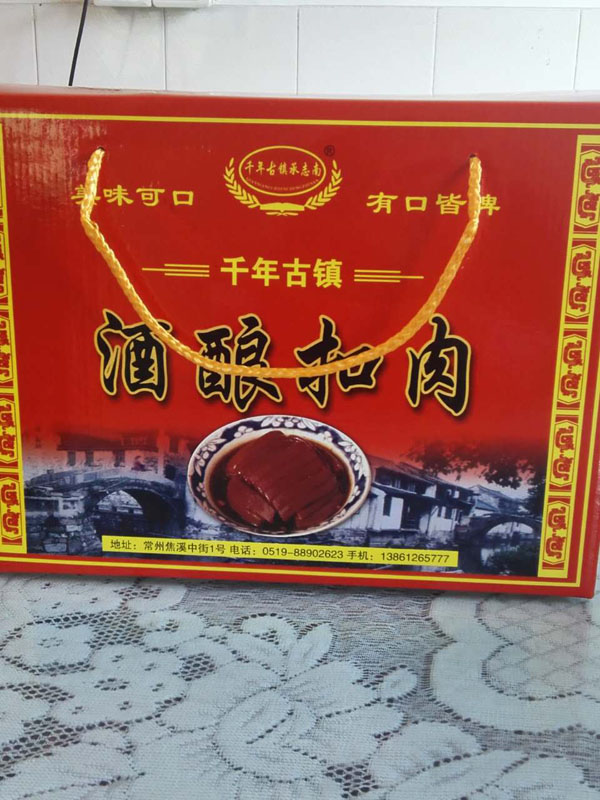 千年古镇承志南
®
美味可口
有口皆碑
千年古镇
酒酿扣肉
地址：常州焦溪中街1号 电话：0519-88902623 手机：13861265777